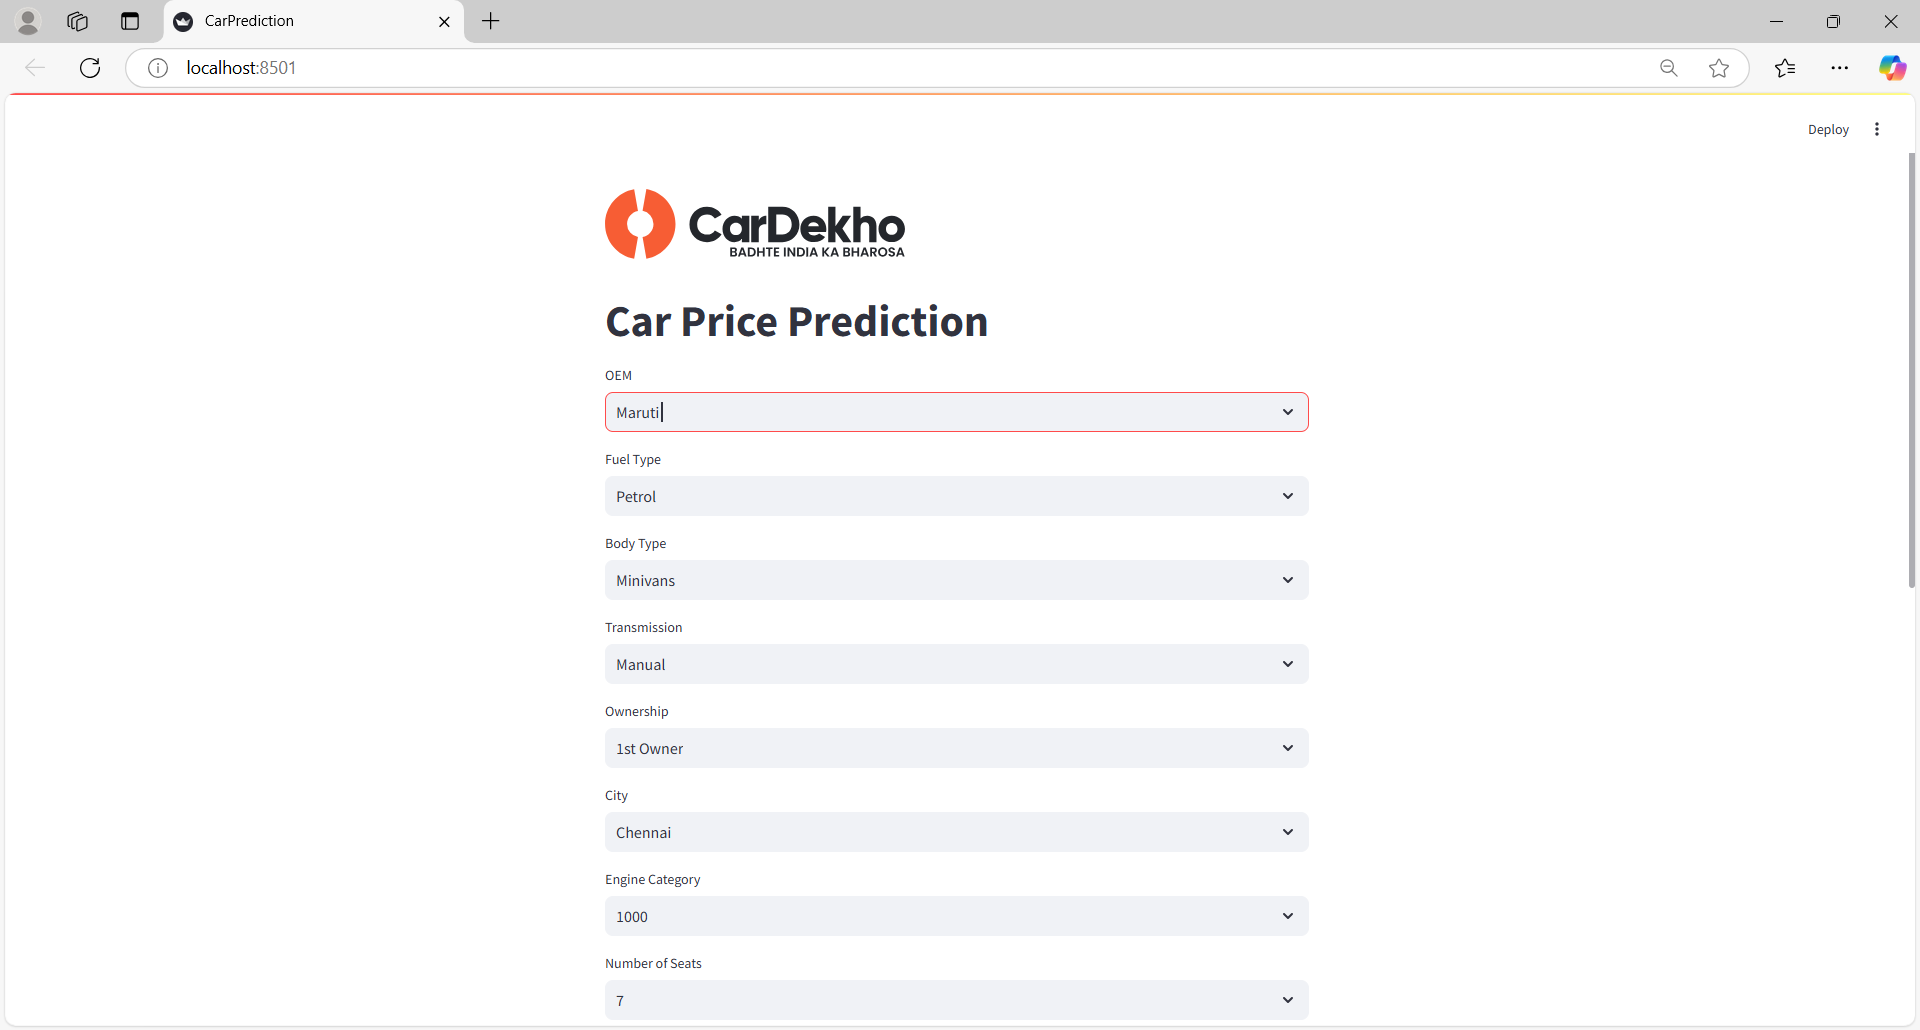 CarPrediction
localhost:8501
Deploy
CarDekho
BADHTE INDIA KA BHAROSA
Car Price Prediction
OEM
Maruti
Fuel Type
Petrol
Body Type
Minivans
Transmission
Manual
Ownership
1st Owner
City
Chennai
Engine Category
1000
Number of Seats
7